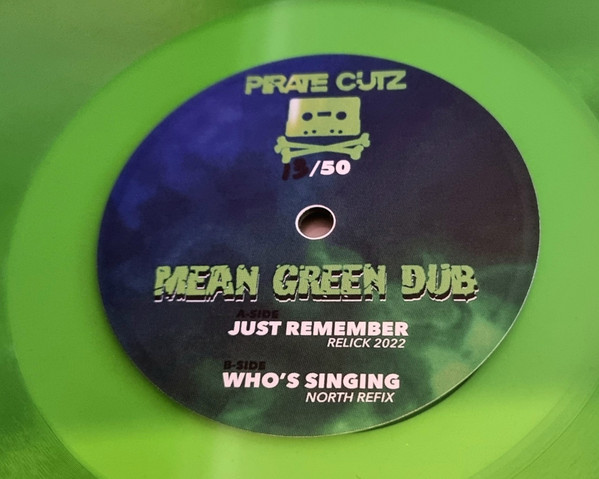 PIRATE CUTZ
13/50
MEAN GREEN DUB
A-SIDE
JUST REMEMBER
RELICK 2022
B-SIDE
WHO'S SINGING
NORTH REFIX